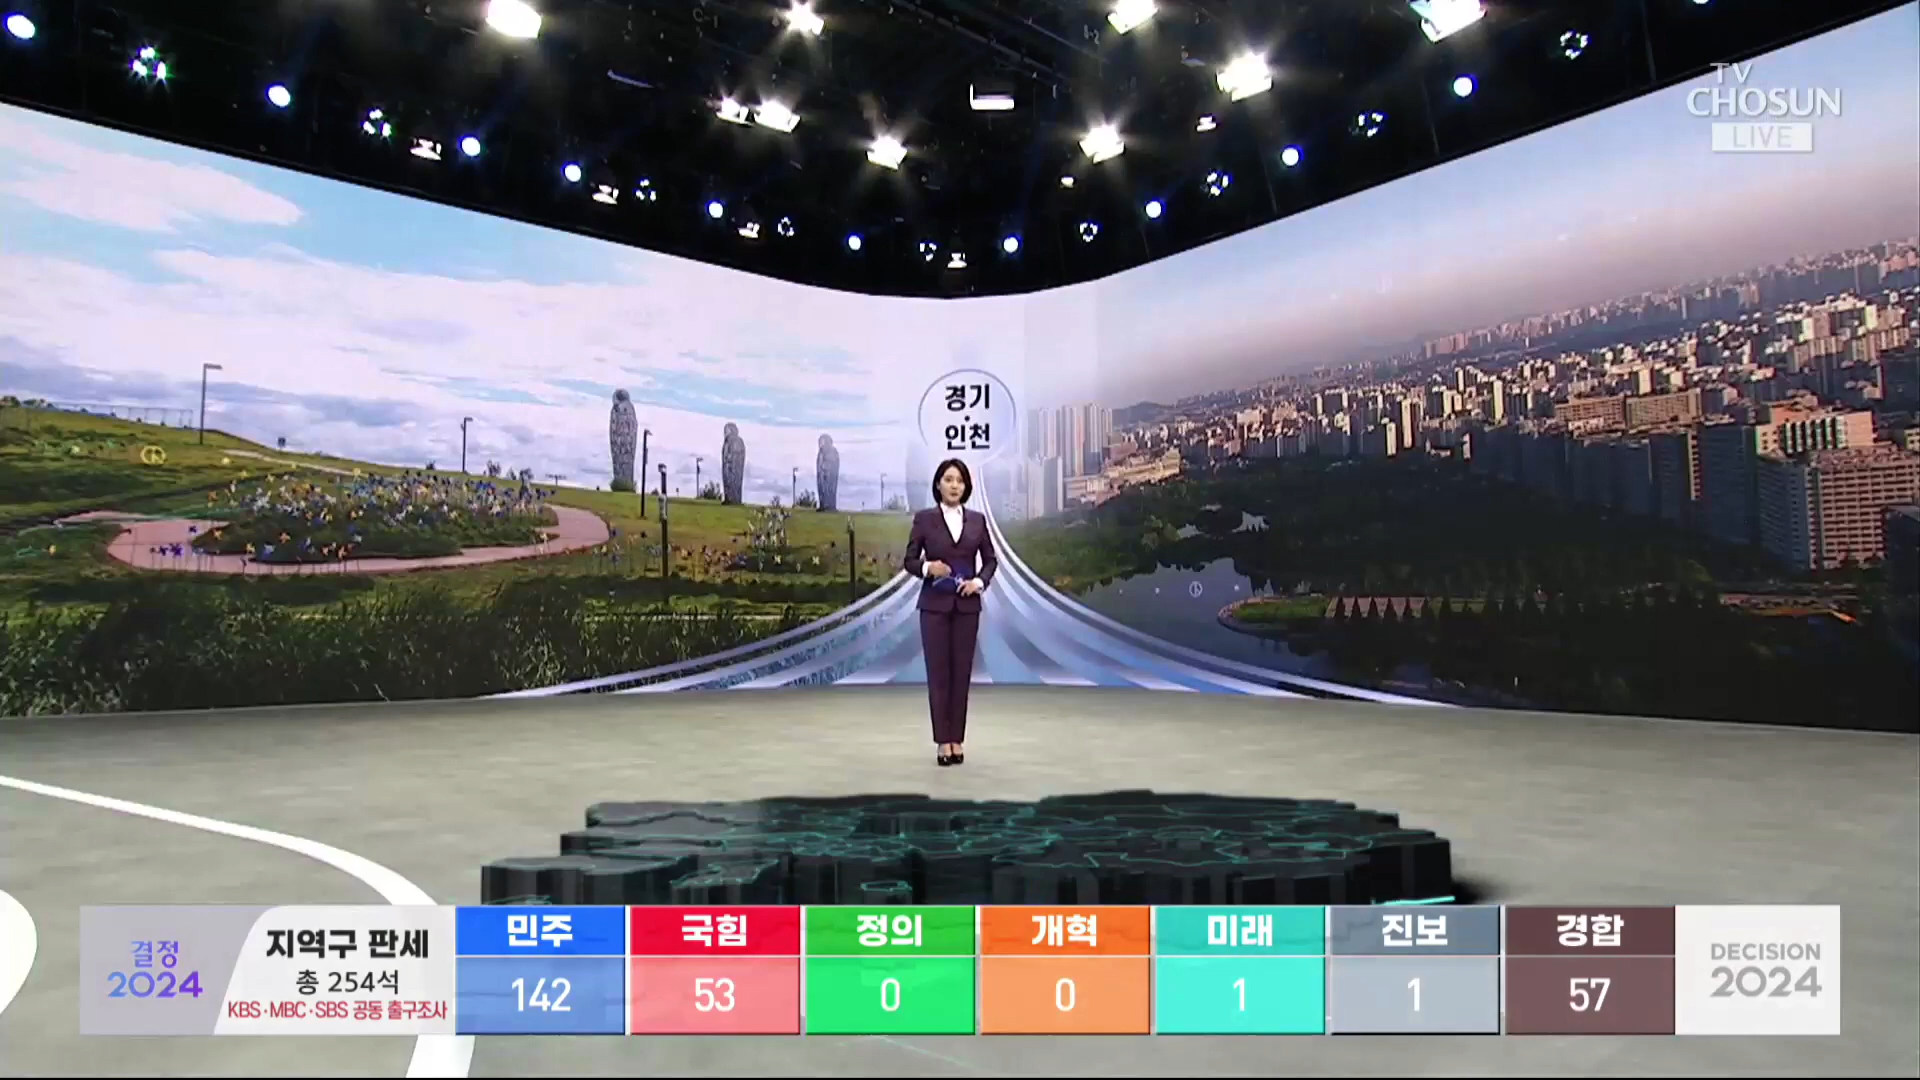 TV
CHOSUN
LIVE
경기
·
인천
결정
2024
지역구 판세
총 254석
KBS·MBC·SBS 공동 출구조사
민주
142
국힘
53
정의
0
개혁
0
미래
1
진보
1
경합
57
DECISION
2024